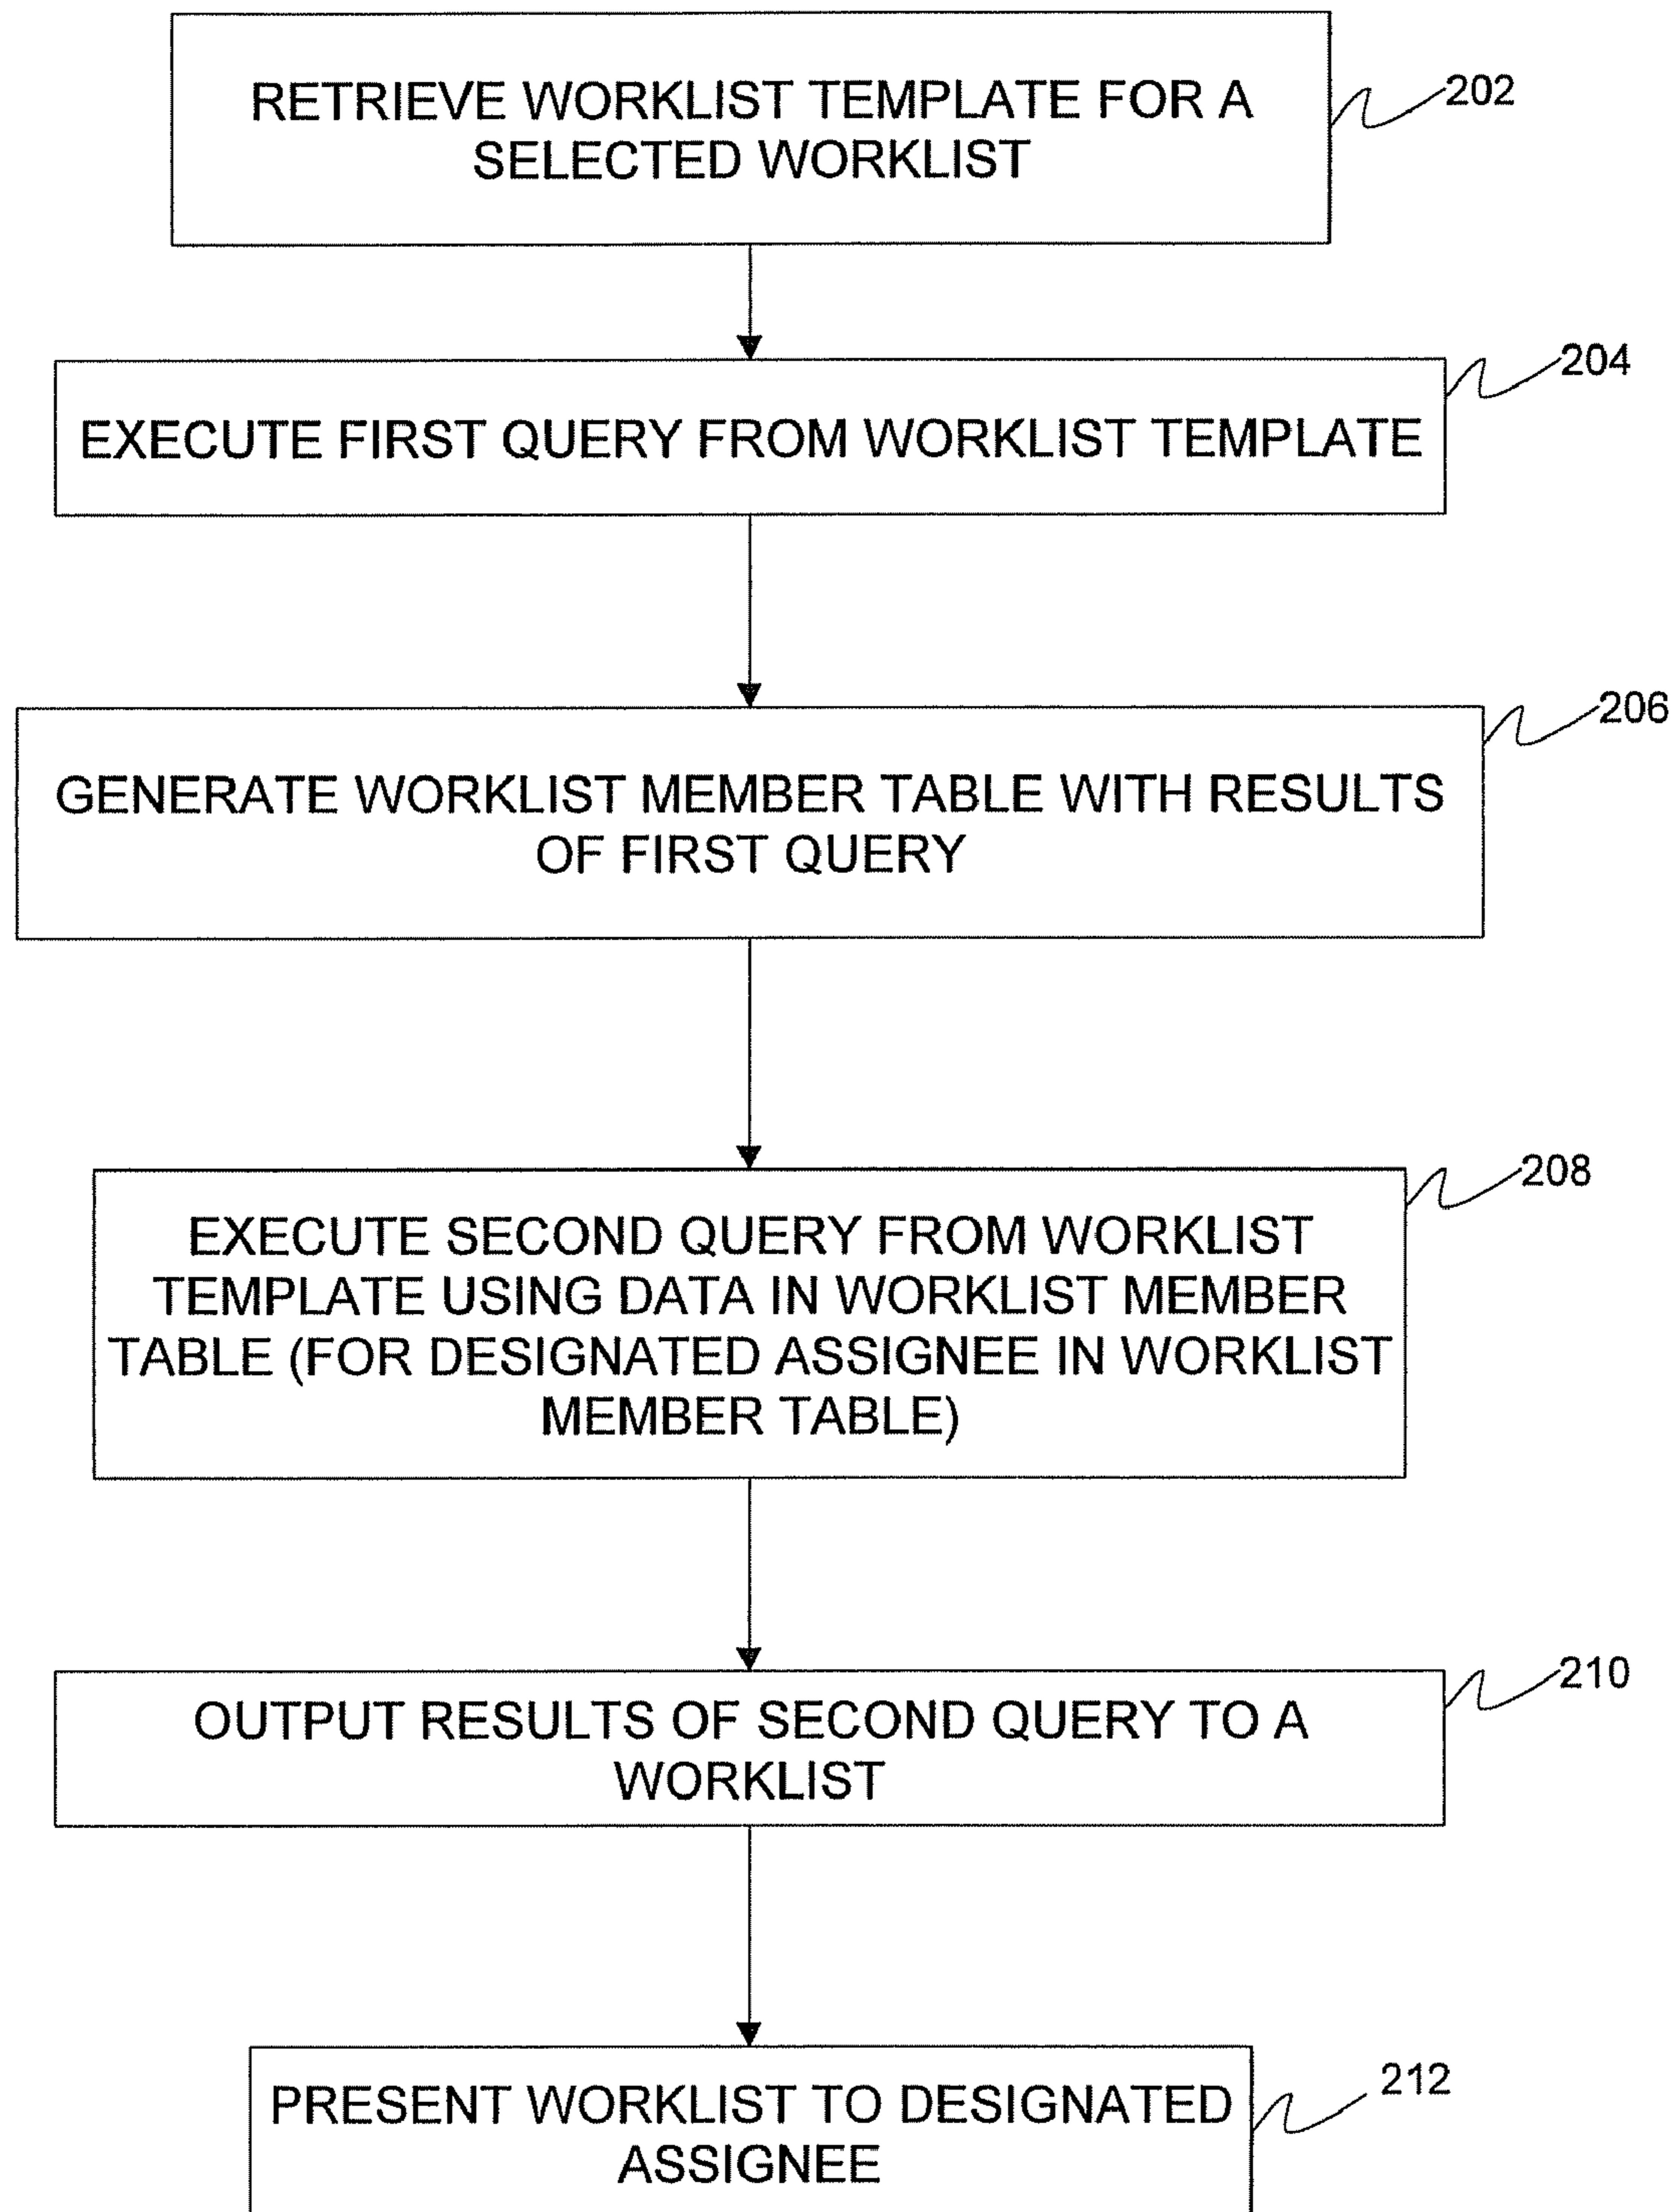 RETRIEVE WORKLIST TEMPLATE FOR A
SELECTED WORKLIST
202
204
EXECUTE FIRST QUERY FROM WORKLIST TEMPLATE
206
GENERATE WORKLIST MEMBER TABLE WITH RESULTS
OF FIRST QUERY
208
EXECUTE SECOND QUERY FROM WORKLIST
TEMPLATE USING DATA IN WORKLIST MEMBER
TABLE (FOR DESIGNATED ASSIGNEE IN WORKLIST
MEMBER TABLE)
210
OUTPUT RESULTS OF SECOND QUERY TO A
WORKLIST
212
PRESENT WORKLIST TO DESIGNATED
ASSIGNEE